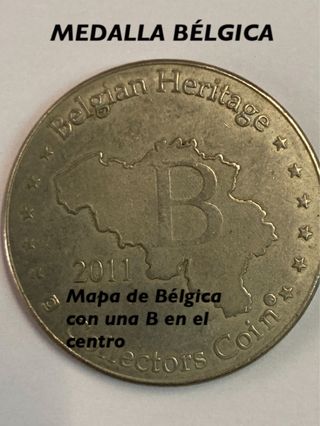 MEDALLA BÉLGICA
Belgian Heritage
B
2011
Mapa de Bélgica
con una B en el
centro
Collectors Coin